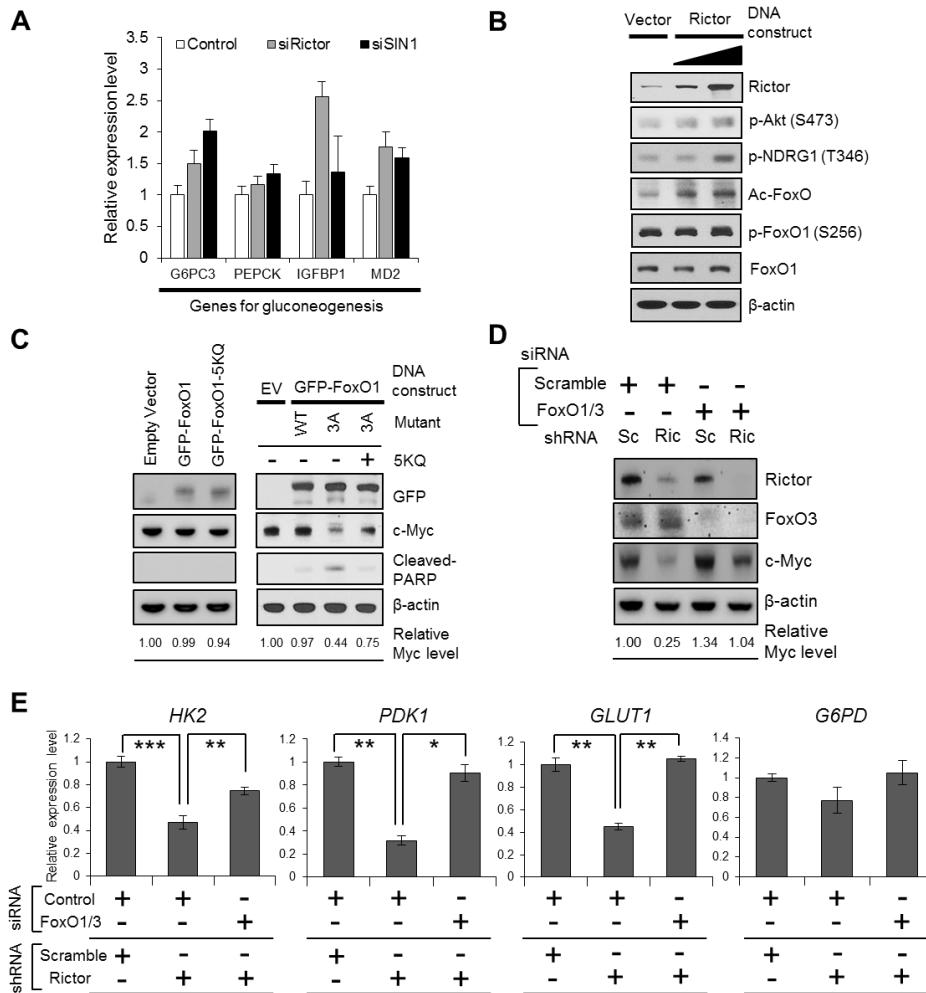 A
Control siRictor siSIN1
Relative expression level
3.5
3
2.5
2
1.5
1
0.5
0
G6PC3 PEPCK IGFBP1 MD2
Genes for gluconeogenesis
B
Vector Rictor DNA construct
Rictor
p-Akt (S473)
p-NDRG1 (T346)
Ac-FoxO
p-FoxO1 (S256)
FoxO1
β-actin
C
Empty Vector
GFP-FoxO1
GFP-FoxO1-5KQ
EV GFP-FoxO1 DNA construct
WT 3A 3A Mutant
- - - + 5KQ
GFP
c-Myc
Cleaved-PARP
β-actin
1.00 0.99 0.94 1.00 0.97 0.44 0.75 Relative Myc level
D
siRNA
Scramble + + - -
FoxO1/3 - - + +
shRNA Sc Ric Sc Ric
Rictor
FoxO3
c-Myc
β-actin
1.00 0.25 1.34 1.04 Relative Myc level
E
HK2 PDK1 GLUT1 G6PD
Relative expression level
*** ** ** * ** **
1.2 1.2 1.2 1.2
1 1 1 1
0.8 0.8 0.8 0.8
0.6 0.6 0.6 0.6
0.4 0.4 0.4 0.4
0.2 0.2 0.2 0.2
0 0 0 0
siRNA
Control + + - + + - + + - + + -
FoxO1/3 - - + - - + - - + - - +
shRNA
Scramble + - - + - - + - - + - -
Rictor - + + - + + - + + - + +